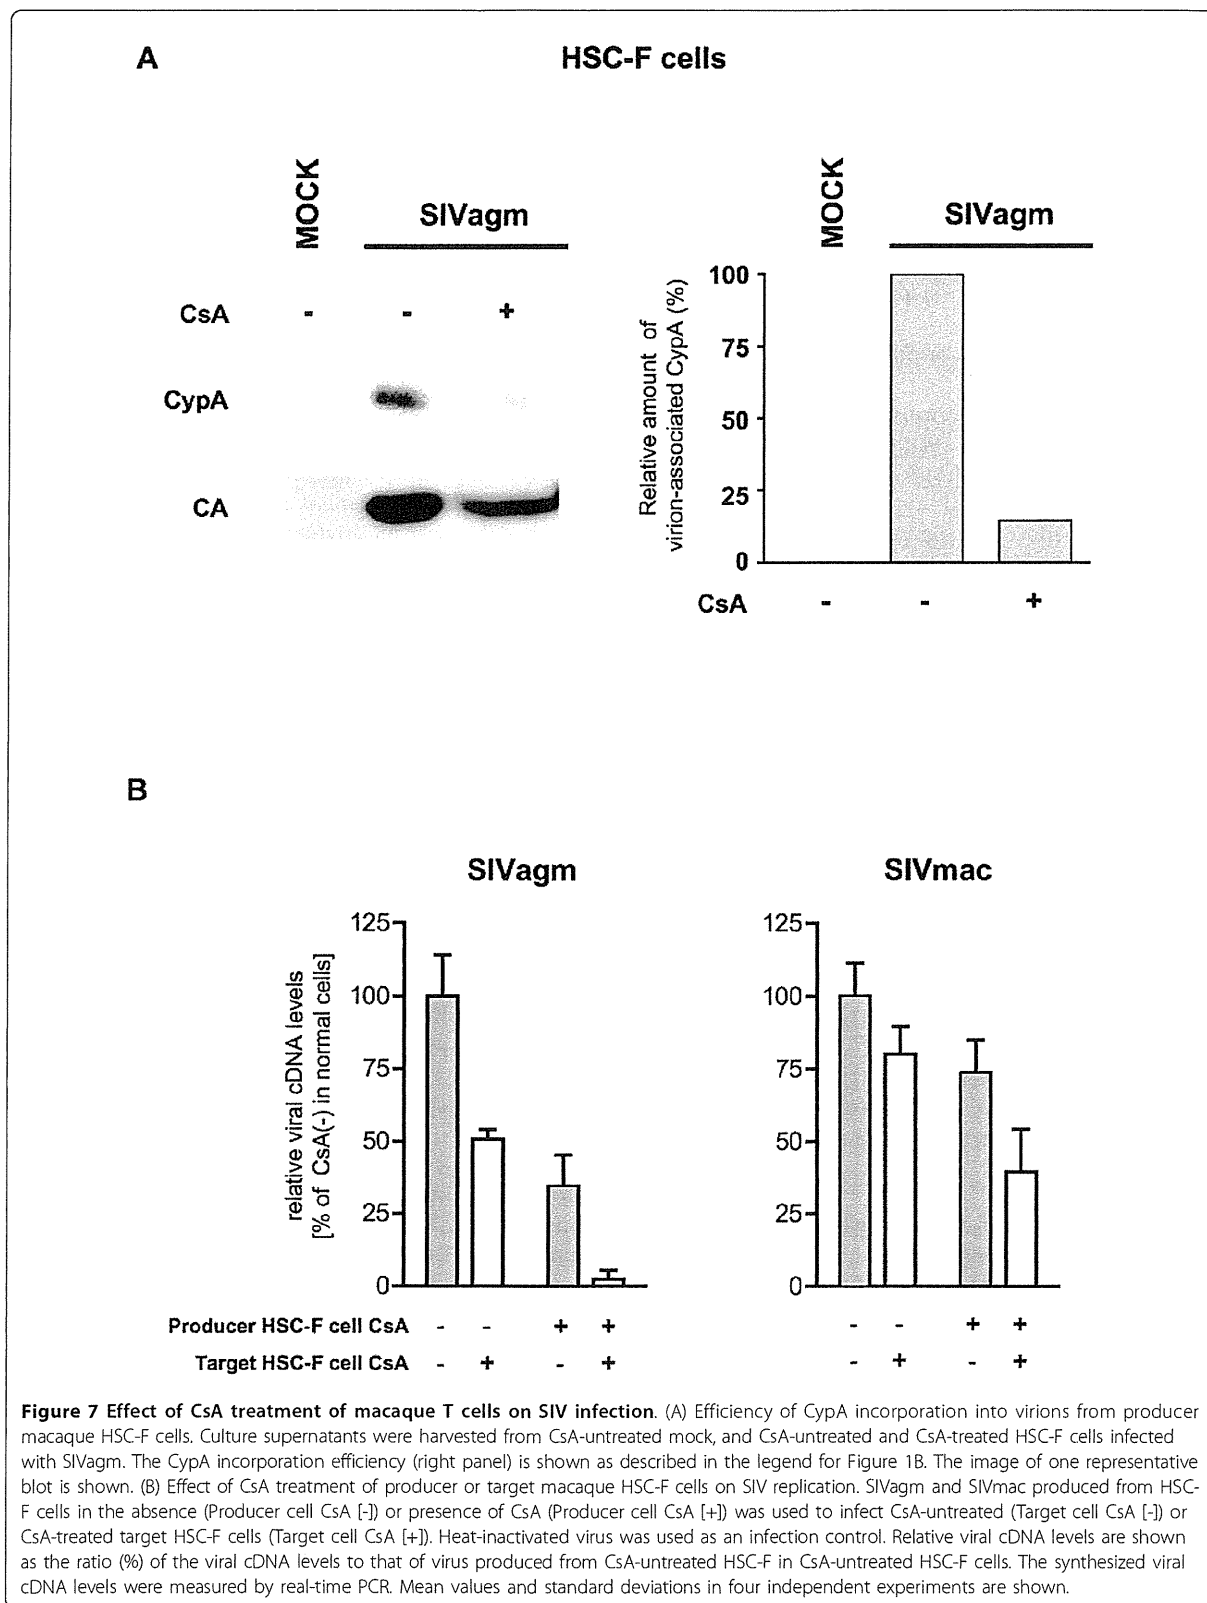 A
HSC-F cells
MOCK
SIVagm
CsA - - +
CypA
CA
MOCK
SIVagm
Relative amount of
virion-associated CypA (%)
100
75
50
25
0
CsA - - +
B
SIVagm
relative viral cDNA levels
[% of CsA(-) in normal cells]
125
100
75
50
25
0
SIVmac
125
100
75
50
25
0
Producer HSC-F cell CsA - - + + - - + +
Target HSC-F cell CsA - + - + - + - +
Figure 7 Effect of CsA treatment of macaque T cells on SIV infection. (A) Efficiency of CypA incorporation into virions from producer
macaque HSC-F cells. Culture supernatants were harvested from CsA-untreated mock, and CsA-untreated and CsA-treated HSC-F cells infected
with SIVagm. The CypA incorporation efficiency (right panel) is shown as described in the legend for Figure 1B. The image of one representative
blot is shown. (B) Effect of CsA treatment of producer or target macaque HSC-F cells on SIV replication. SIVagm and SIVmac produced from HSC-
F cells in the absence (Producer cell CsA [-]) or presence of CsA (Producer cell CsA [+]) was used to infect CsA-untreated (Target cell CsA [-]) or
CsA-treated target HSC-F cells (Target cell CsA [+]). Heat-inactivated virus was used as an infection control. Relative viral cDNA levels are shown
as the ratio (%) of the viral cDNA levels to that of virus produced from CsA-untreated HSC-F in CsA-untreated HSC-F cells. The synthesized viral
cDNA levels were measured by real-time PCR. Mean values and standard deviations in four independent experiments are shown.